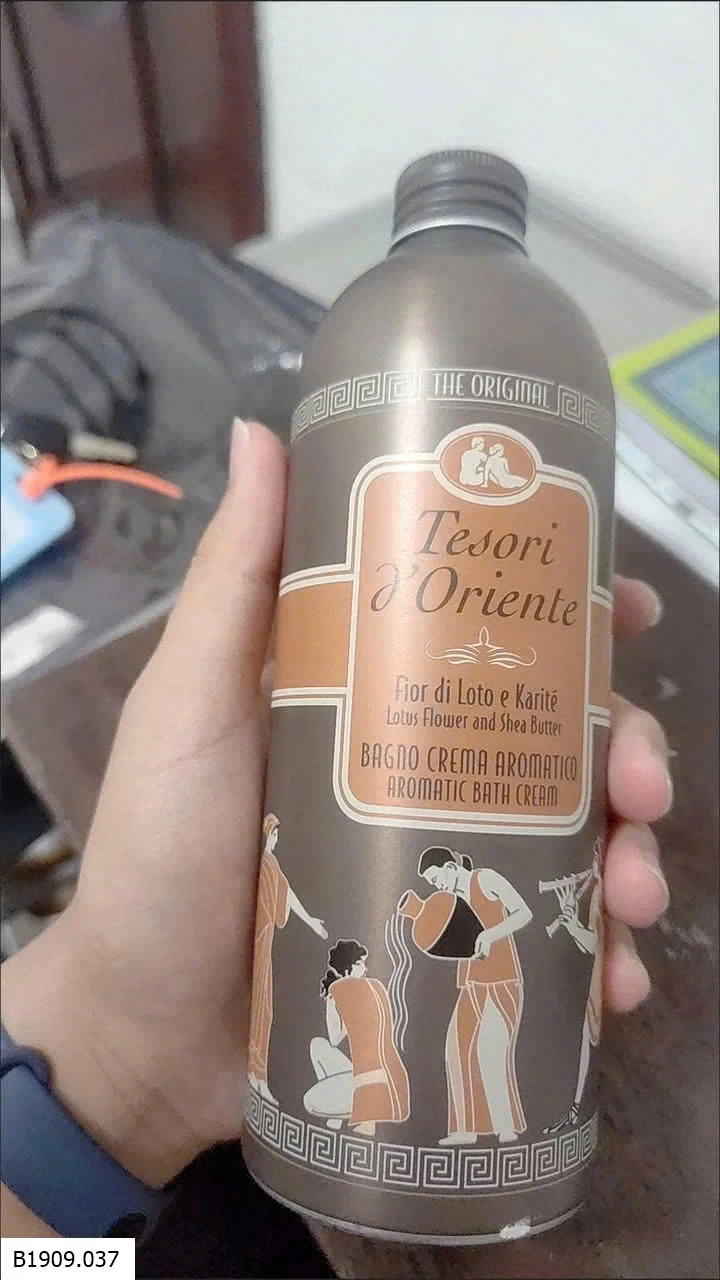 THE ORIGINAL
Tesori
d'Oriente
Fior di Loto e Karité
Lotus Flower and Shea Butter
BAGNO CREMA AROMATICO
AROMATIC BATH CREAM
B1909.037